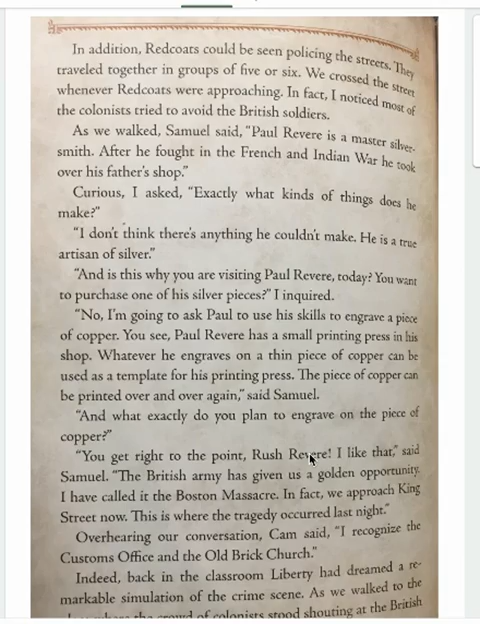 In addition, Redcoats could be seen policing the streets. They
traveled together in groups of five or six. We crossed the street
whenever Redcoats were approaching. In fact, I noticed most of
the colonists tried to avoid the British soldiers.
As we walked, Samuel said, “Paul Revere is a master silver-
smith. After he fought in the French and Indian War he took
over his father’s shop.”
Curious, I asked, “Exactly what kinds of things does he
make?”
“I don’t think there’s anything he couldn’t make. He is a true
artisan of silver.”
“And is this why you are visiting Paul Revere, today? You want
to purchase one of his silver pieces?” I inquired.
“No, I’m going to ask Paul to use his skills to engrave a piece
of copper. You see, Paul Revere has a small printing press in his
shop. Whatever he engraves on a thin piece of copper can be
used as a template for his printing press. The piece of copper can
be printed over and over again,” said Samuel.
“And what exactly do you plan to engrave on the piece of
copper?”
“You get right to the point, Rush Revere! I like that,” said
Samuel. “The British army has given us a golden opportunity.
I have called it the Boston Massacre. In fact, we approach King
Street now. This is where the tragedy occurred last night.”
Overhearing our conversation, Cam said, “I recognize the
Customs Office and the Old Brick Church.”
Indeed, back in the classroom Liberty had dreamed a re-
markable simulation of the crime scene. As we walked to the
where the crowd of colonists stood shouting at the British